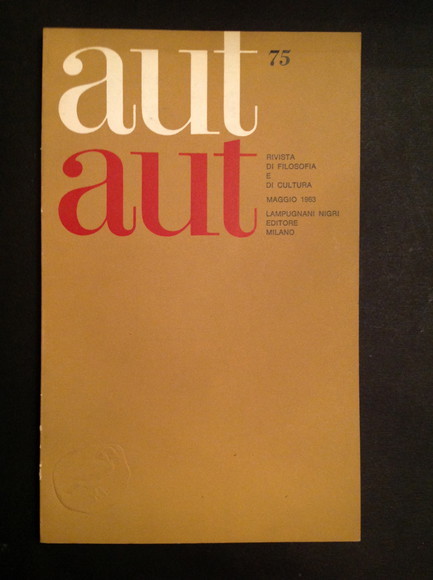 aut 75
aut
RIVISTA
DI FILOSOFIA
E
DI CULTURA
MAGGIO 1963
LAMPUGNANI NIGRI
EDITORE
MILANO